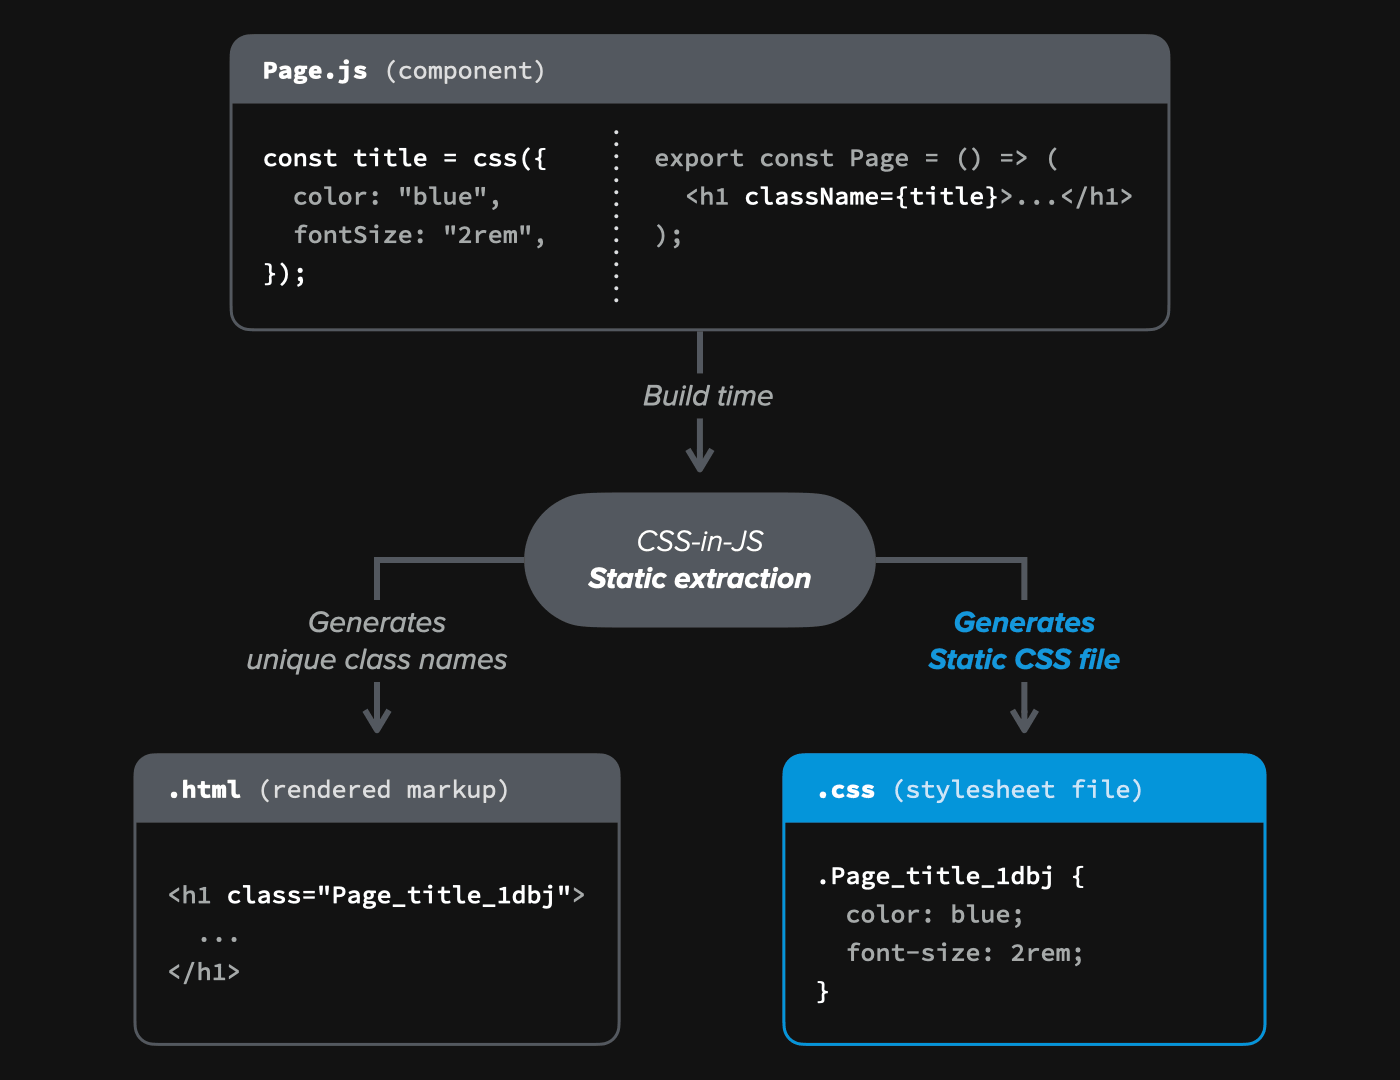 Page.js (component)
const title = css({
  color: "blue",
  fontSize: "2rem",
});
export const Page = () => (
  <h1 className={title}>...</h1>
);
Build time
CSS-in-JS
Static extraction
Generates
unique class names
Generates
Static CSS file
.html (rendered markup)
<h1 class="Page_title_1dbj">
  ...
</h1>
.css (stylesheet file)
.Page_title_1dbj {
  color: blue;
  font-size: 2rem;
}